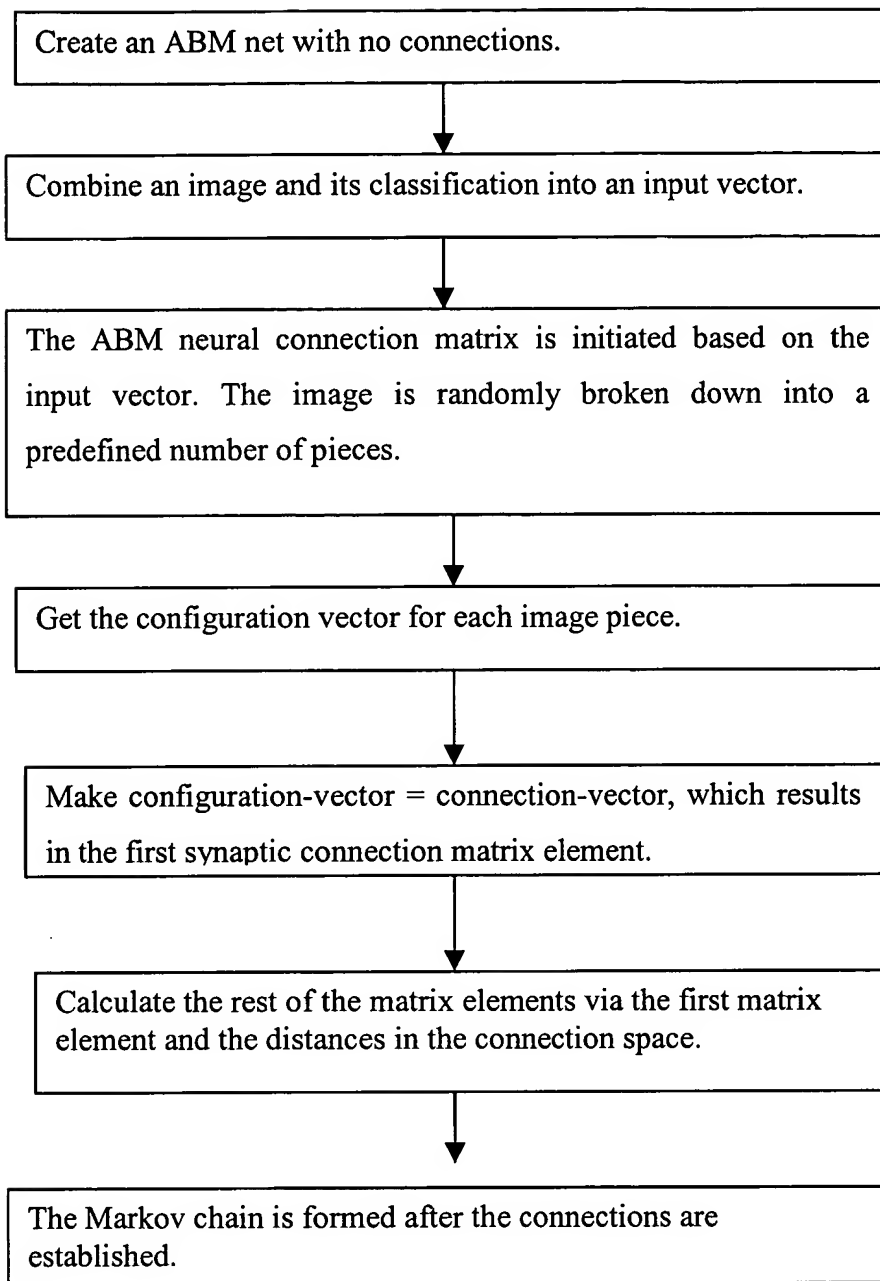 Create an ABM net with no connections.
Combine an image and its classification into an input vector.
The ABM neural connection matrix is initiated based on the
input vector. The image is randomly broken down into a
predefined number of pieces.
Get the configuration vector for each image piece.
Make configuration-vector = connection-vector, which results
in the first synaptic connection matrix element.
Calculate the rest of the matrix elements via the first matrix
element and the distances in the connection space.
The Markov chain is formed after the connections are
established.